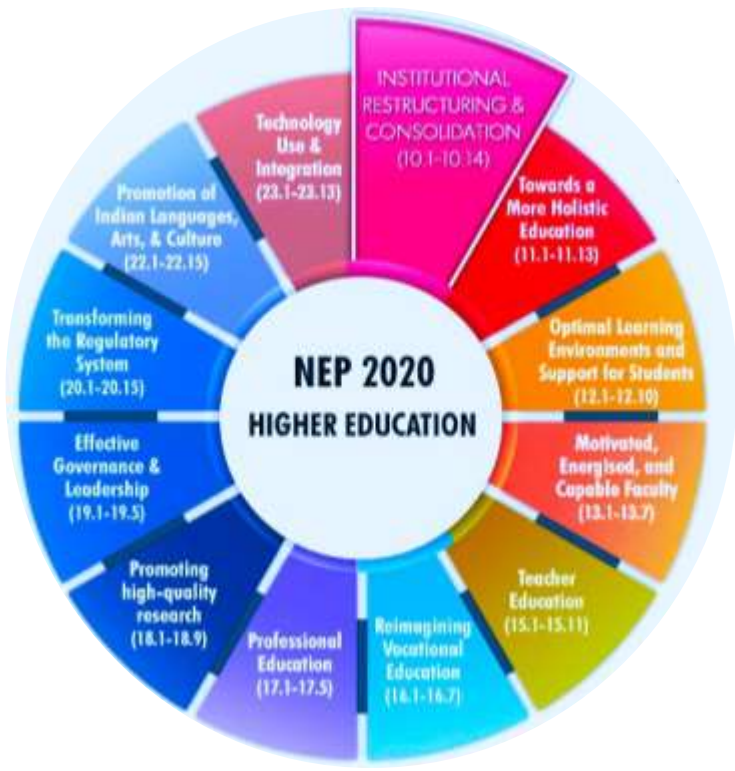 INSTITUTIONAL
RESTRUCTURING &
CONSOLIDATION
(10.1-10.14)
Towards a
More Holistic
Education
(11.1-11.13)
Optimal Learning
Environments and
Support for Students
(12.1-12.10)
Motivated,
Energised, and
Capable Faculty
(13.1-13.7)
Teacher
Education
(15.1-15.11)
Reimagining
Vocational
Education
(16.1-16.7)
Professional
Education
(17.1-17.5)
Promoting
high-quality
research
(18.1-18.9)
Effective
Governance &
Leadership
(19.1-19.5)
Transforming
the Regulatory
System
(20.1-20.15)
Promotion of
Indian Languages,
Arts, & Culture
(22.1-22.15)
Technology
Use &
Integration
(23.1-23.13)
NEP 2020
HIGHER EDUCATION